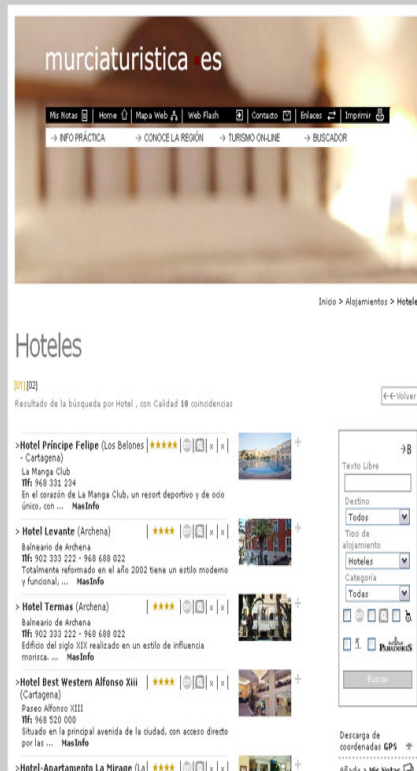 murciaturistica es
Mis Notas | Home | Mapa Web | Web Flash | Contacto | Enlaces | Imprimir
→ INFO PRÁCTICA → CONOCE LA REGIÓN → TURISMO ON-LINE → BUSCADOR
Inicio > Alojamientos > Hotele
Hoteles
[01][02]
Resultado de la búsqueda por Hotel , con Calidad 10 coincidencias
←←Volver
>Hotel Príncipe Felipe (Los Belones
- Cartagena)
La Manga Club
Tlf: 968 331 234
En el corazón de La Manga Club, un resort deportivo y de ocio
único, con ... MasInfo
> Hotel Levante (Archena)
Balneario de Archena
Tlf: 902 333 222 - 968 688 022
Totalmente reformado en el año 2002 tiene un estilo moderno
y funcional, ... MasInfo
> Hotel Termas (Archena)
Balneario de Archena
Tlf: 902 333 222 - 968 688 022
Edificio del siglo XIX realizado en un estilo de influencia
morisca. ... MasInfo
>Hotel Best Western Alfonso Xiii
(Cartagena)
Paseo Alfonso XIII
Tlf: 968 520 000
Situado en la principal avenida de la ciudad, con acceso directo
por las ... MasInfo
>Hotel-Apartamento La Mirage (La
→B
Texto Libre
Destino
Todos
Tipo de
alojamiento
Hoteles
Categoría
Todas
PARADORES
Buscar
Descarga de
coordenadas GPS
Añadir a Mis Notas